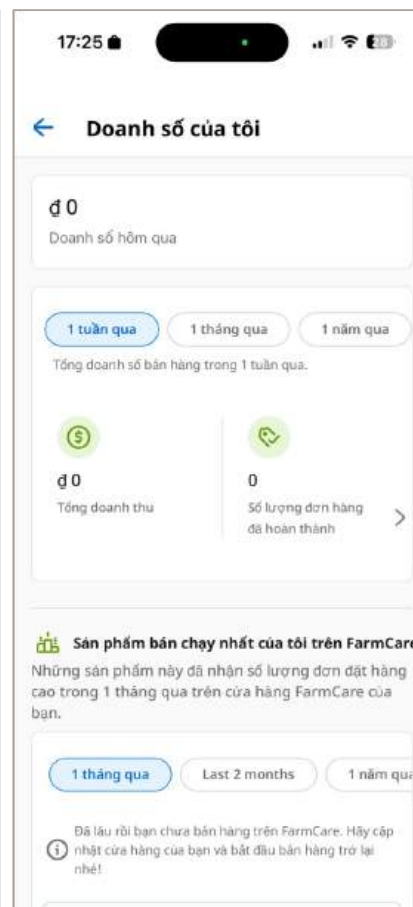 17:25
28
Doanh số của tôi
₫ 0
Doanh số hôm qua
1 tuần qua
1 tháng qua
1 năm qua
Tổng doanh số bán hàng trong 1 tuần qua.
₫ 0
0
Tổng doanh thu
Số lượng đơn hàng
đã hoàn thành
Sản phẩm bán chạy nhất của tôi trên FarmCare
Những sản phẩm này đã nhận số lượng đơn đặt hàng
cao trong 1 tháng qua trên cửa hàng FarmCare của
bạn.
1 tháng qua
Last 2 months
1 năm qua
Đã lâu rồi bạn chưa bán hàng trên FarmCare. Hãy cập
nhật cửa hàng của bạn và bắt đầu bán hàng trở lại
nhé!